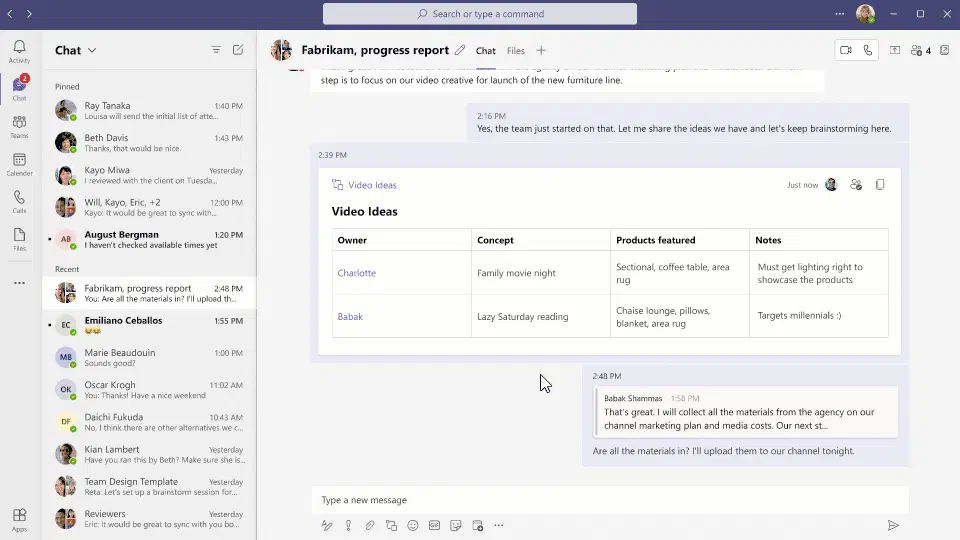 Search or type a command
Activity
2
Chat
Teams
Calendar
Calls
Files
Apps
Chat
Pinned
Ray Tanaka 1:40 PM
Louisa will send the initial list of atte...
Beth Davis 1:43 PM
Thanks, that would be nice.
Kayo Miwa Yesterday
I reviewed with the client on Tuesda...
Will, Kayo, Eric, +2 12:00 PM
Kayo: It would be great to sync with...
AB
August Bergman 1:20 PM
I haven't checked available times yet
Recent
Fabrikam, progress report 2:48 PM
You: Are all the materials in? I'll upload th...
EC
Emiliano Ceballos 1:55 PM
MB
Marie Beaudouin 1:00 PM
Sounds good?
OK
Oscar Krogh 11:02 AM
You: Thanks! Have a nice weekend
DF
Daichi Fukuda 10:43 AM
No, I think there are other alternatives we c...
Kian Lambert Yesterday
Have you ran this by Beth? Make sure she is...
Team Design Template Yesterday
Reta: Let's set up a brainstorm session for...
Reviewers Yesterday
Eric: It would be great to sync with you bo...
Fabrikam, progress report Chat Files
4
step is to focus on our video creative for launch of the new furniture line.
2:16 PM
Yes, the team just started on that. Let me share the ideas we have and let's keep brainstorming here.
2:39 PM
Video Ideas Just now
Video Ideas
Owner Concept Products featured Notes
Charlotte Family movie night Sectional, coffee table, area rug Must get lighting right to showcase the products
Babak Lazy Saturday reading Chaise lounge, pillows, blanket, area rug Targets millennials :)
2:48 PM
Babak Shammas 1:58 PM
That's great. I will collect all the materials from the agency on our
channel marketing plan and media costs. Our next st...
Are all the materials in? I'll upload them to our channel tonight.
Type a new message
GIF